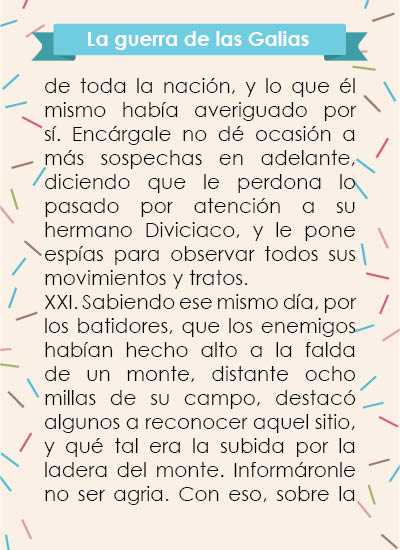 La guerra de las Galias
de toda la nación, y lo que él
mismo había averiguado por
sí. Encárgale no dé ocasión a
más sospechas en adelante,
diciendo que le perdona lo
pasado por atención a su
hermano Diviciaco, y le pone
espías para observar todos sus
movimientos y tratos.
XXI. Sabiendo ese mismo día, por
los batidores, que los enemigos
habían hecho alto a la falda
de un monte, distante ocho
millas de su campo, destacó
algunos a reconocer aquel sitio,
y qué tal era la subida por la
ladera del monte. Informáronle
no ser agria. Con eso, sobre la